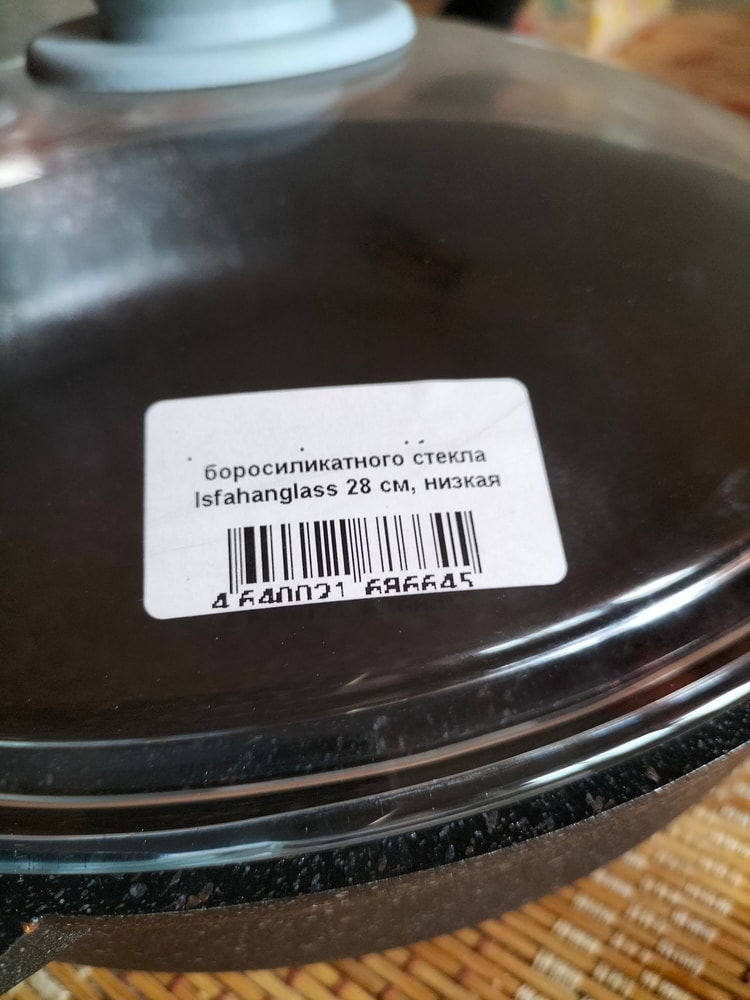 боросиликатного стекла
Isfahanglass 28 см, низкая
4 640021 686645